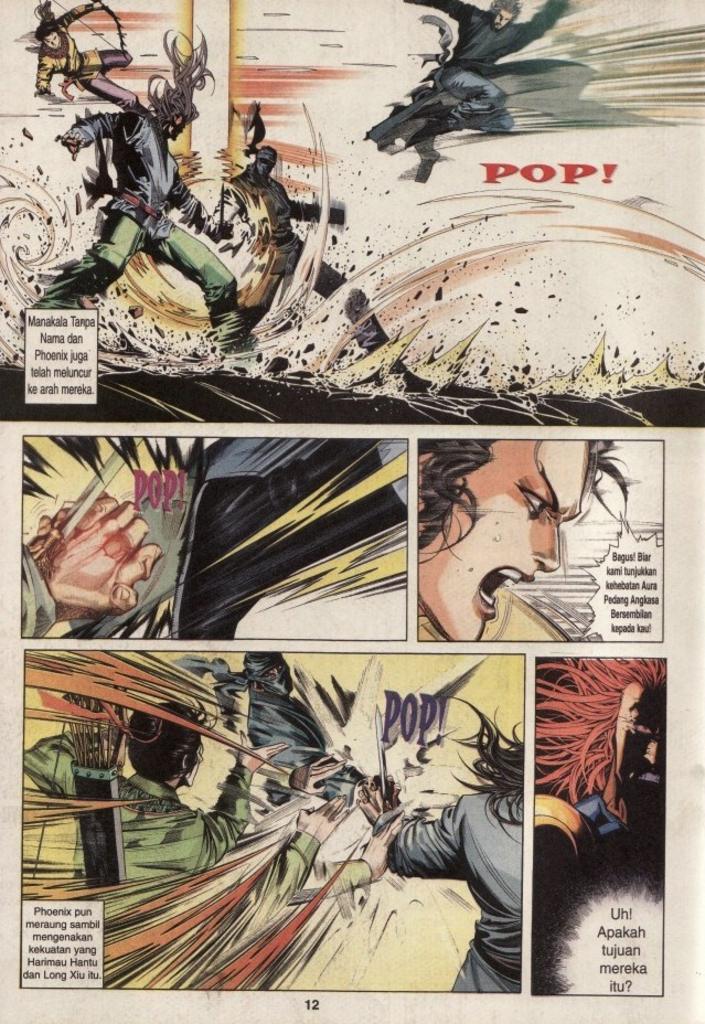 POP!
Manakala Tanpa
Nama dan
Phoenix juga
telah meluncur
ke arah mereka.
POP!
Bagus! Biar
kami tunjukkan
kehebatan Aura
Pedang Angkasa
Bersembilan
kepada kau!
POP!
Phoenix pun
meraung sambil
mengenakan
kekuatan yang
Harimau Hantu
dan Long Xiu itu.
Uh!
Apakah
tujuan
mereka
itu?
12